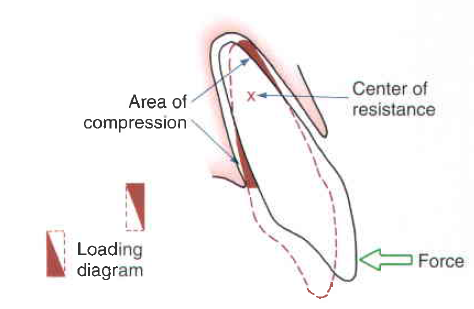 Area of
compression
x
Center of
resistance
Loading
diagram
Force